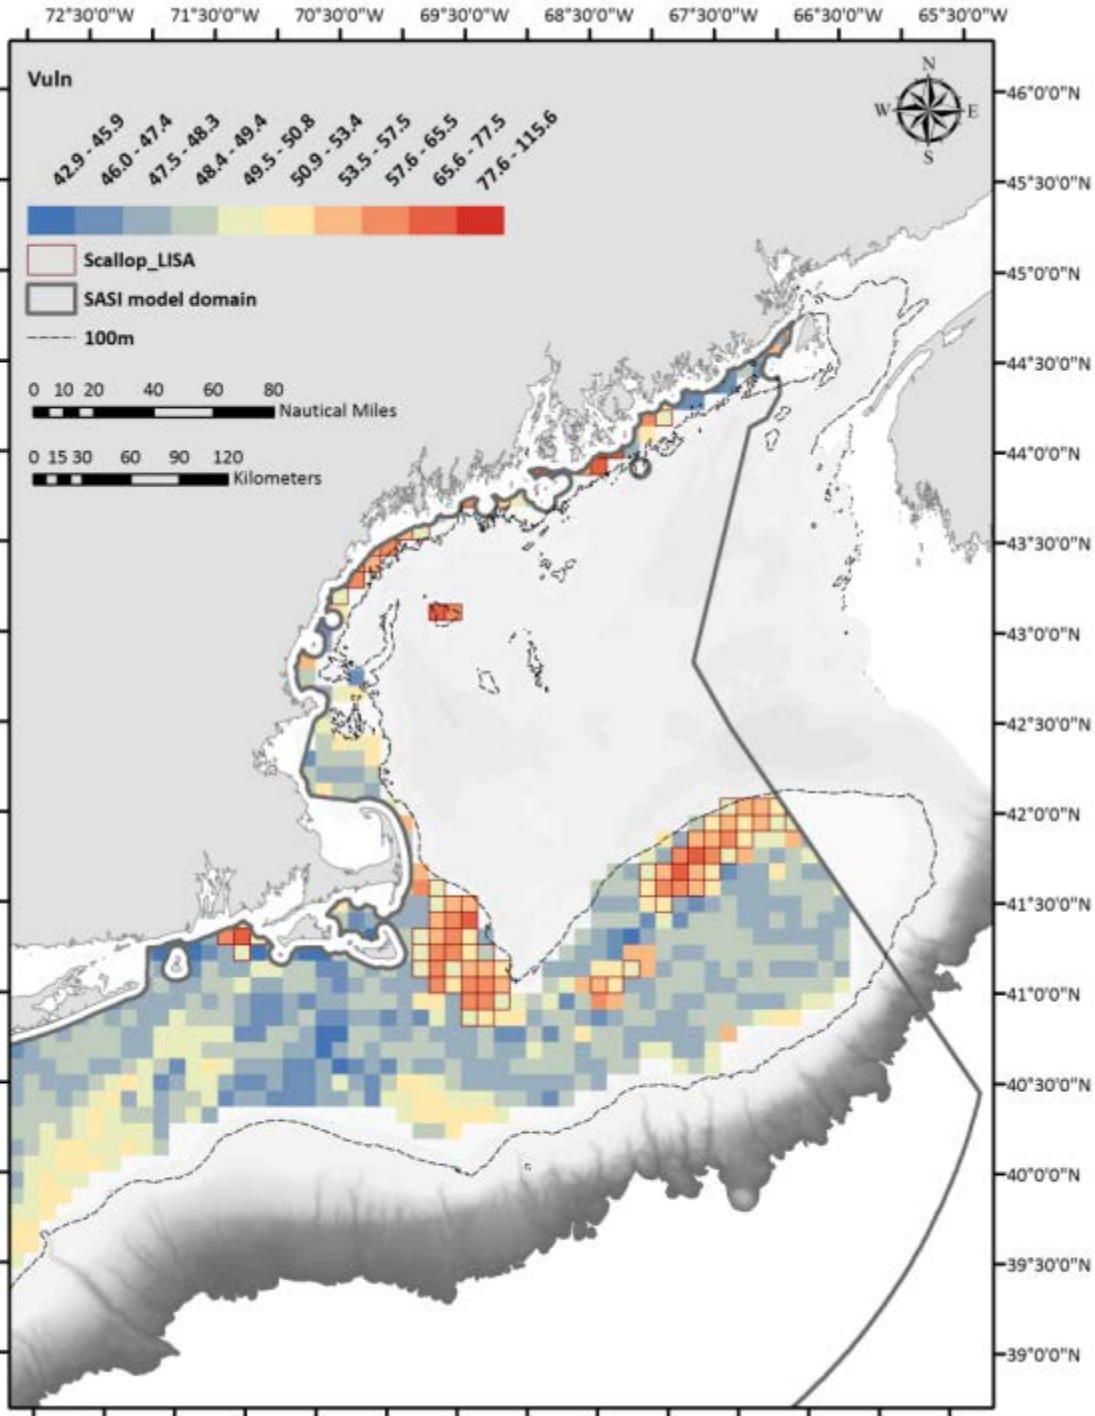 72°30'0"W 71°30'0"W 70°30'0"W 69°30'0"W 68°30'0"W 67°30'0"W 66°30'0"W 65°30'0"W
Vuln
42.9 - 45.9
46.0 - 47.4
47.5 - 48.3
48.4 - 49.4
49.5 - 50.8
50.9 - 53.4
53.5 - 57.5
57.6 - 65.5
65.6 - 77.5
77.6 - 115.6
Scallop_LISA
SASI model domain
100m
0 10 20 40 60 80
Nautical Miles
0 15 30 60 90 120
Kilometers
N
W E
S
46°0'0"N
45°30'0"N
45°0'0"N
44°30'0"N
44°0'0"N
43°30'0"N
43°0'0"N
42°30'0"N
42°0'0"N
41°30'0"N
41°0'0"N
40°30'0"N
40°0'0"N
39°30'0"N
39°0'0"N